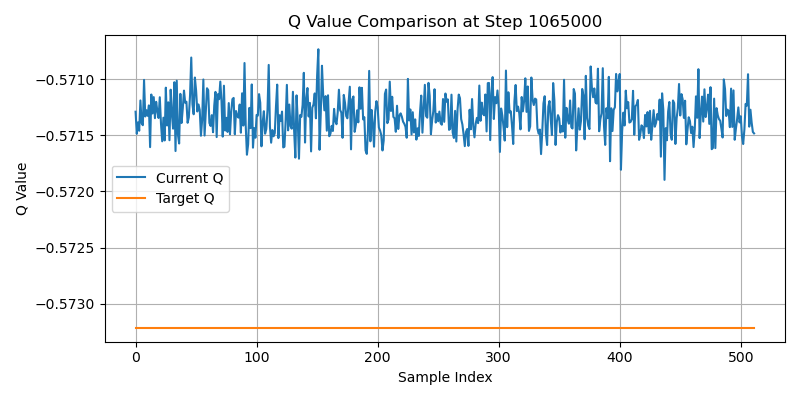 Q Value Comparison at Step 1065000
Q Value
−0.5710
−0.5715
−0.5720
−0.5725
−0.5730
Current Q
Target Q
0
100
200
300
400
500
Sample Index